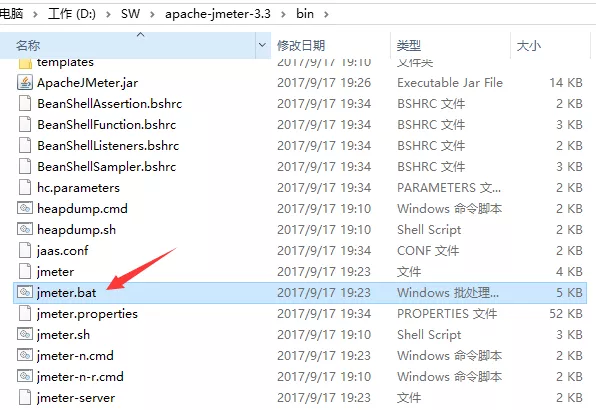 电脑 › 工作 (D:) › SW › apache-jmeter-3.3 › bin ›
名称 修改日期 类型 大小
templates 2017/9/17 19:10 文件夹
ApacheJMeter.jar 2017/9/17 19:26 Executable Jar File 14 KB
BeanShellAssertion.bshrc 2017/9/17 19:34 BSHRC 文件 2 KB
BeanShellFunction.bshrc 2017/9/17 19:34 BSHRC 文件 3 KB
BeanShellListeners.bshrc 2017/9/17 19:34 BSHRC 文件 2 KB
BeanShellSampler.bshrc 2017/9/17 19:34 BSHRC 文件 3 KB
hc.parameters 2017/9/17 19:34 PARAMETERS 文... 2 KB
heapdump.cmd 2017/9/17 19:10 Windows 命令脚本 2 KB
heapdump.sh 2017/9/17 19:10 Shell Script 2 KB
jaas.conf 2017/9/17 19:34 CONF 文件 2 KB
jmeter 2017/9/17 19:23 文件 4 KB
jmeter.bat 2017/9/17 19:23 Windows 批处理... 5 KB
jmeter.properties 2017/9/17 19:34 PROPERTIES 文件 52 KB
jmeter.sh 2017/9/17 19:10 Shell Script 3 KB
jmeter-n.cmd 2017/9/17 19:23 Windows 命令脚本 2 KB
jmeter-n-r.cmd 2017/9/17 19:10 Windows 命令脚本 2 KB
jmeter-server 2017/9/17 19:23 文件 2 KB